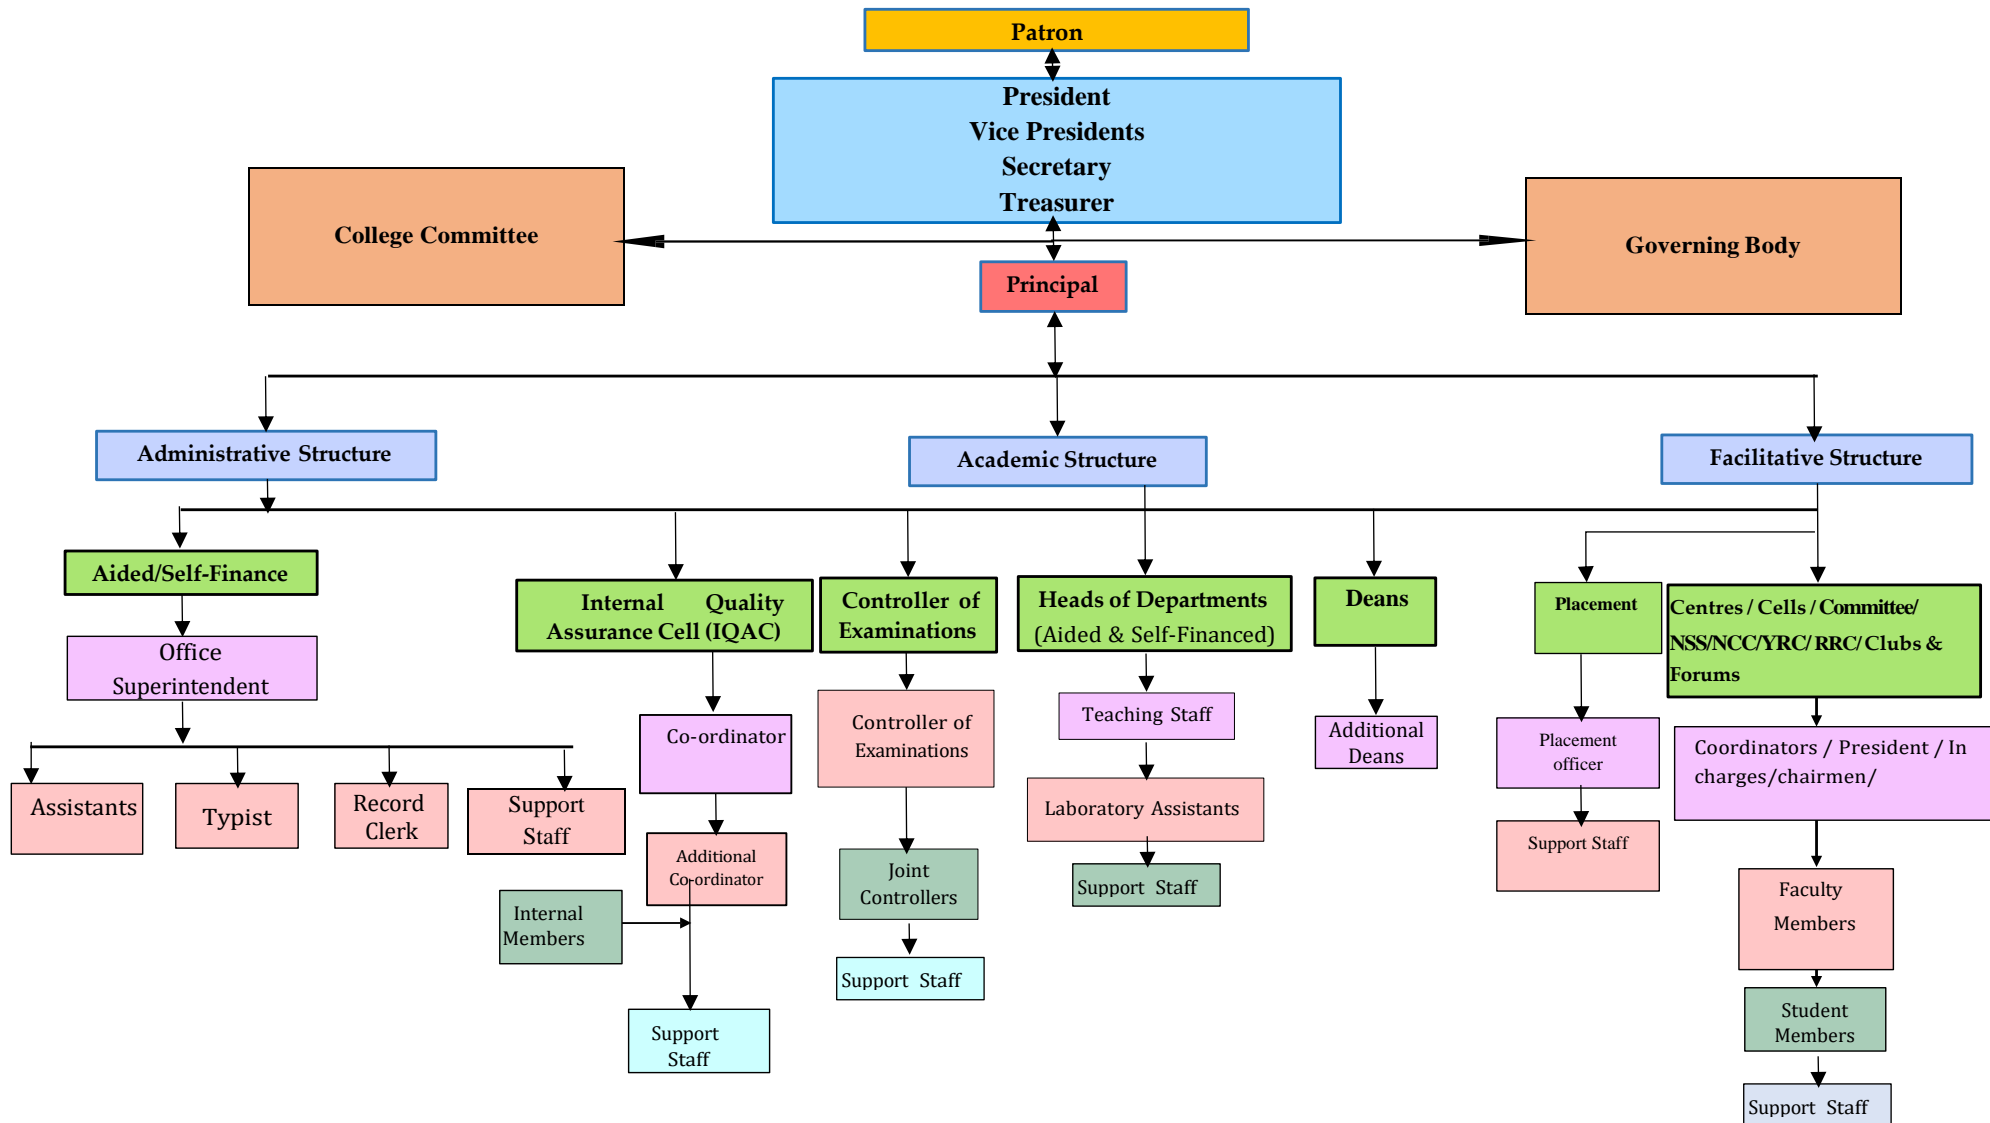 Patron
President
Vice Presidents
Secretary
Treasurer
College Committee
Governing Body
Principal
Administrative Structure
Academic Structure
Facilitative Structure
Aided/Self-Finance
Internal Quality
Assurance Cell (IQAC)
Controller of
Examinations
Heads of Departments
(Aided & Self-Financed)
Deans
Placement
Centres / Cells / Committee/
NSS/NCC/YRC/ RRC/ Clubs &
Forums
Office
Superintendent
Co-ordinator
Controller of
Examinations
Teaching Staff
Additional
Deans
Placement
officer
Coordinators / President / In
charges/chairmen/
Assistants
Typist
Record
Clerk
Support
Staff
Additional
Co-ordinator
Laboratory Assistants
Support Staff
Internal
Members
Joint
Controllers
Support Staff
Faculty
Members
Support Staff
Support
Staff
Student
Members
Support Staff